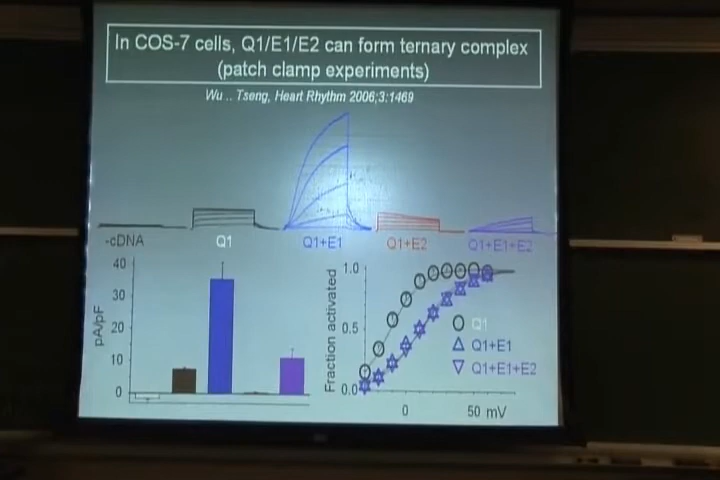 In COS-7 cells, Q1/E1/E2 can form ternary complex
(patch clamp experiments)
Wu .. Tseng, Heart Rhythm 2006;3:1469
-cDNA
Q1
Q1+E1
Q1+E2
Q1+E1+E2
pA/pF
40
30
20
10
0
Fraction activated
1.0
0.5
0.0
Q1
Q1+E1
Q1+E1+E2
0
50 mV